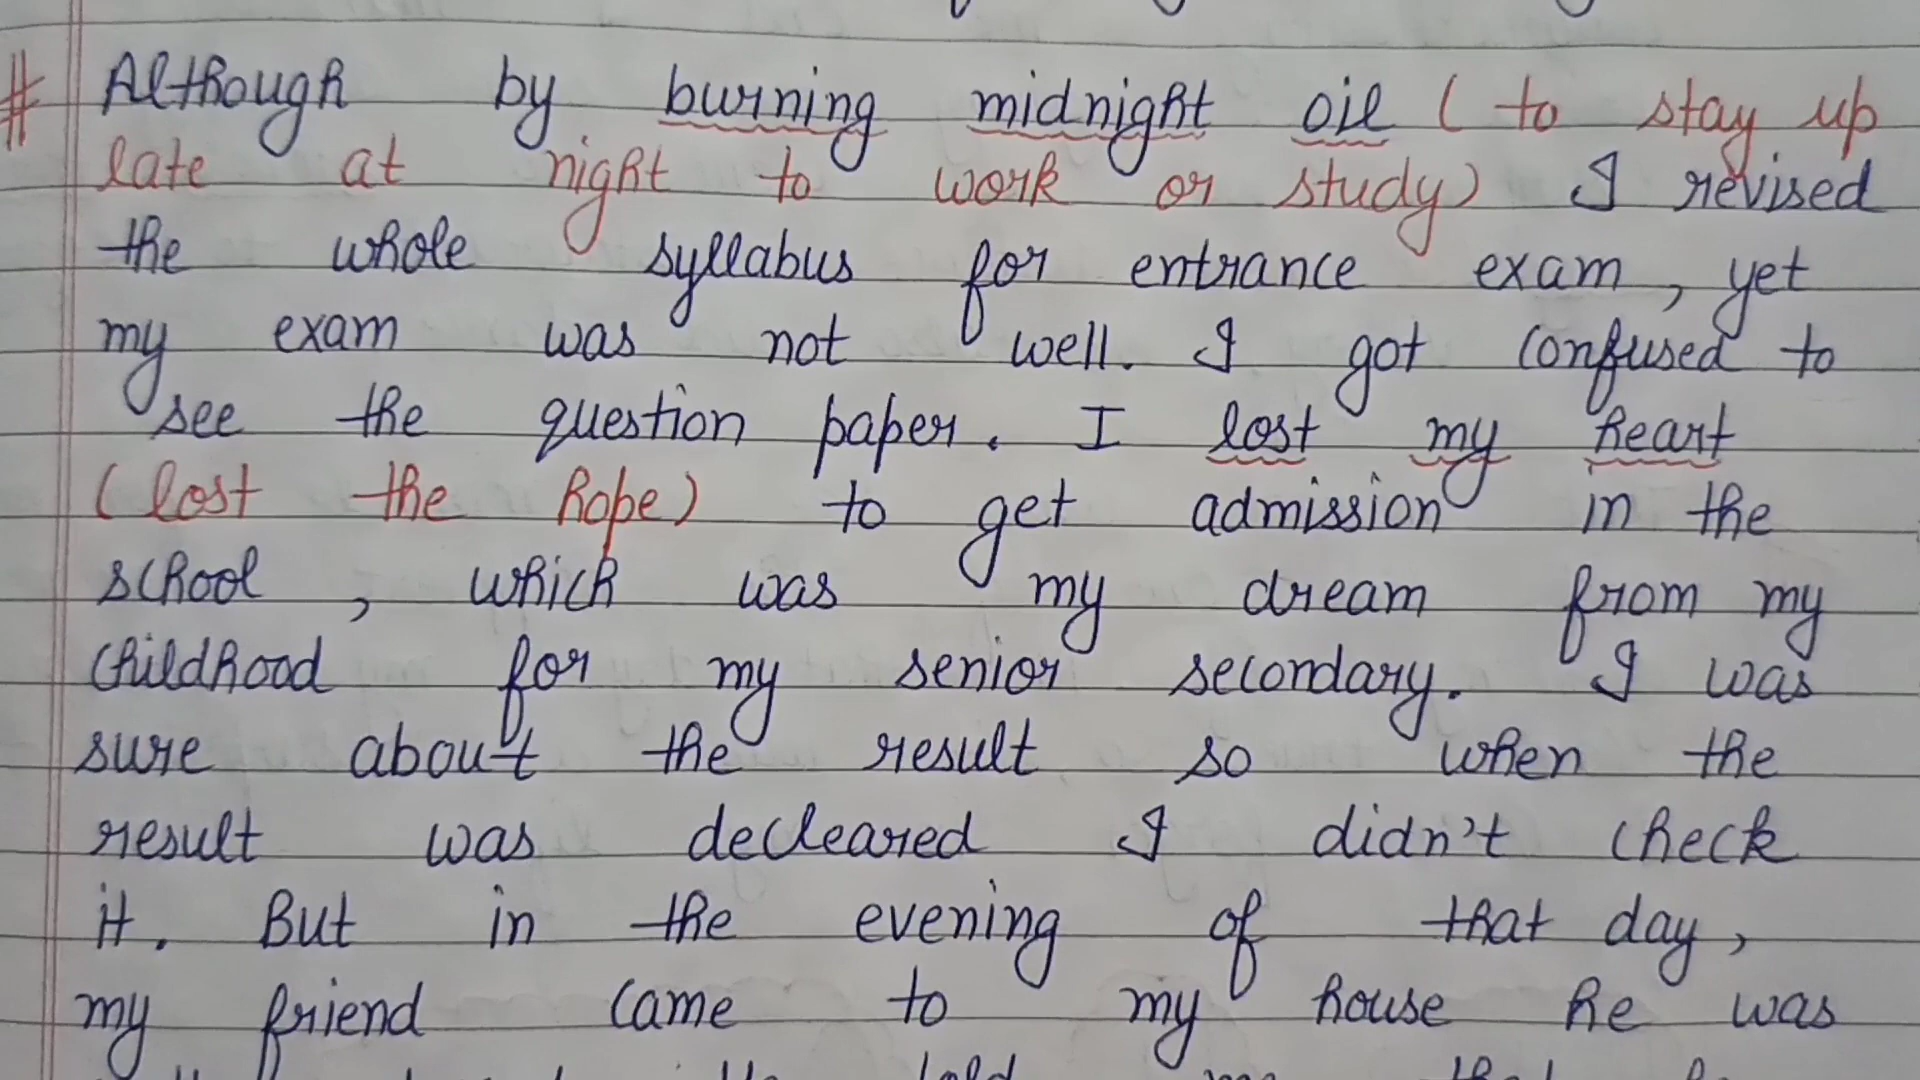 # Although by burning midnight oil ( to stay up
late at night to work or study) I revised
the whole syllabus for entrance exam, yet
my exam was not well. I got confused to
see the question paper. I lost my heart
( lost the hope) to get admission in the
school, which was my dream from my
childhood for my senior secondary. I was
sure about the result so when the
result was decleared I didn't check
it. But in the evening of that day,
my friend came to my house he was
told me that